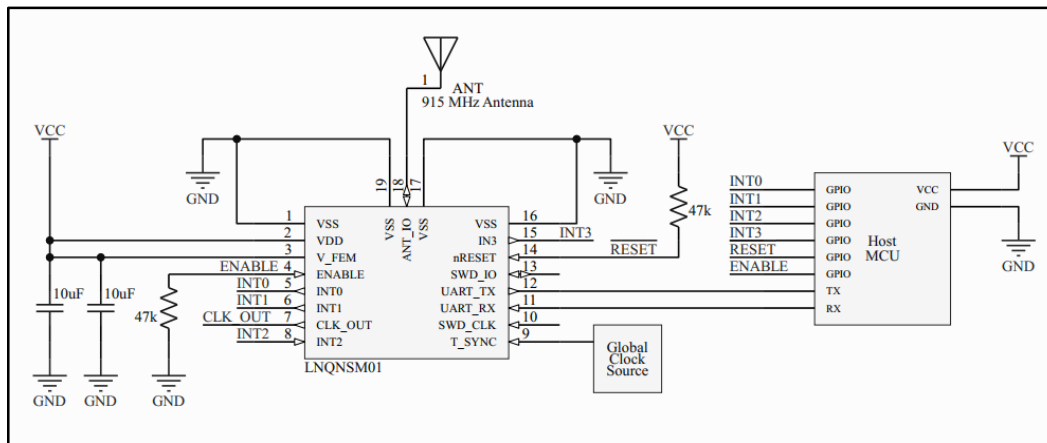 1
ANT
915 MHz Antenna
VCC
GND
19
18
17
GND
VCC
47k
VCC
VSS
ANT_IO
VSS
1 VSS
2 VDD
3 V_FEM
ENABLE 4 ENABLE
INT0 5 INT0
INT1 6 INT1
CLK_OUT 7 CLK_OUT
INT2 8 INT2
VSS 16
IN3 15 INT3
nRESET 14 RESET
SWD_IO 13
UART_TX 12
UART_RX 11
SWD_CLK 10
T_SYNC 9
LNQNSM01
10uF
10uF
47k
GND
GND
GND
Global
Clock
Source
INT0 GPIO
INT1 GPIO
INT2 GPIO
INT3 GPIO
RESET GPIO
ENABLE GPIO
TX
RX
VCC
GND
Host
MCU
GND